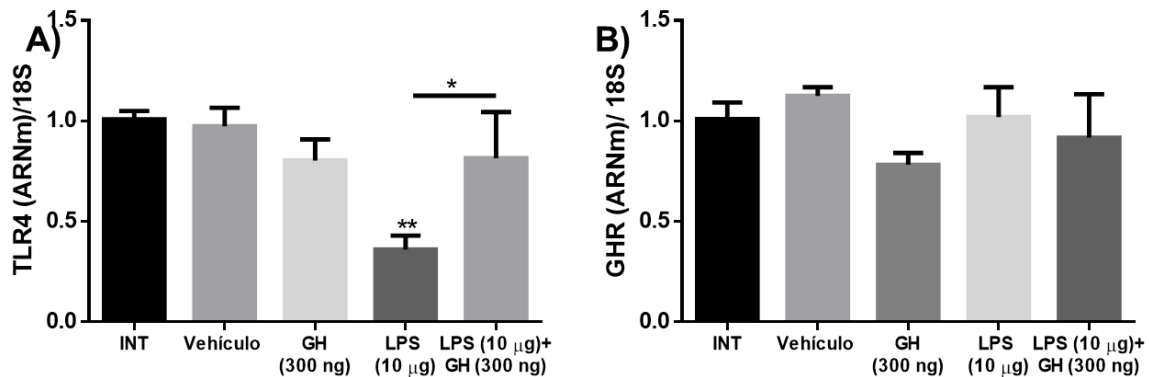 A)
TLR4 (ARNm)/18S
1.5
1.0
0.5
0.0
*
**
INT
Vehículo
GH
(300 ng)
LPS
(10 μg)
LPS (10 μg)+
GH (300 ng)
B)
GHR (ARNm)/ 18S
1.5
1.0
0.5
0.0
INT
Vehículo
GH
(300 ng)
LPS
(10 μg)
LPS (10 μg)+
GH (300 ng)